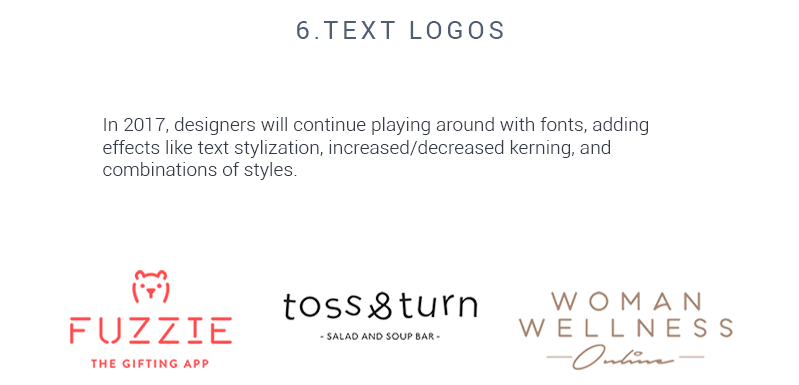 6.TEXT LOGOS
In 2017, designers will continue playing around with fonts, adding
effects like text stylization, increased/decreased kerning, and
combinations of styles.
FUZZIE
THE GIFTING APP
toss&turn
- SALAD AND SOUP BAR -
WOMAN
WELLNESS
Online